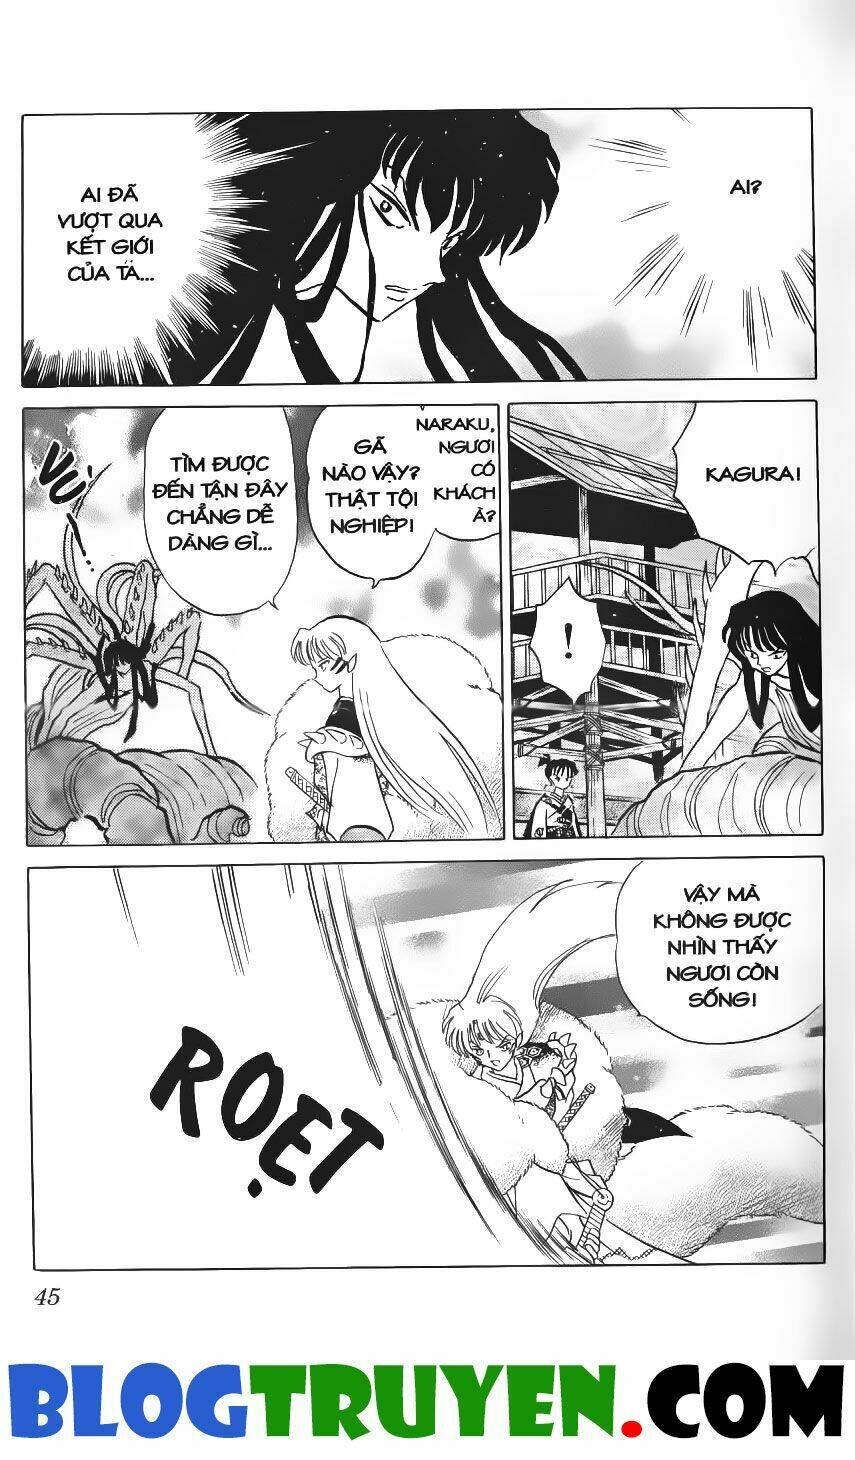 AI?
AI ĐÃ
VƯỢT QUA
KẾT GIỚI
CỦA TA...
KAGURA!
!
NARAKU,
NGƯƠI
CÓ
KHÁCH
À?
GÃ
NÀO VẬY?
THẬT TỘI
NGHIỆP!
TÌM ĐƯỢC
ĐẾN TẬN ĐÂY
CHẲNG DỄ
DÀNG GÌ...
VÙ!
VẬY MÀ
KHÔNG ĐƯỢC
NHÌN THẤY
NGƯƠI CÒN
SỐNG!
ROẸT
45
BLOGTRUYEN.COM